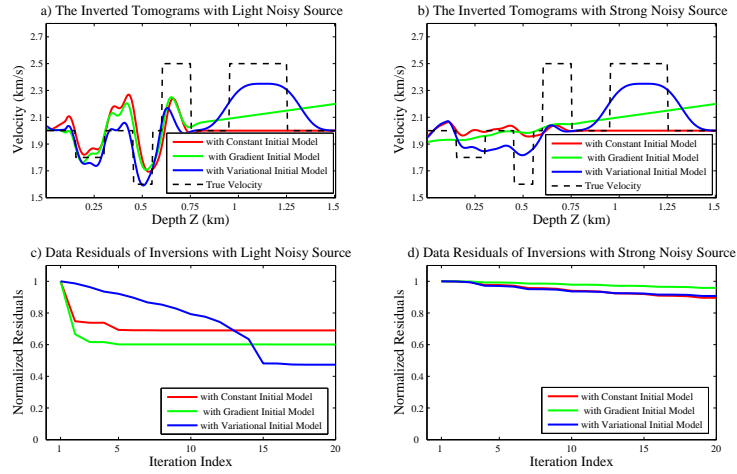 a) The Inverted Tomograms with Light Noisy Source
2.7
2.5
2.3
2.1
1.9
1.7
1.5
Velocity (km/s)
0.25
0.5
0.75
1
1.25
1.5
Depth Z (km)
with Constant Initial Model
with Gradient Initial Model
with Variational Initial Model
True Velocity
b) The Inverted Tomograms with Strong Noisy Source
2.7
2.5
2.3
2.1
1.9
1.7
1.5
Velocity (km/s)
0.25
0.5
0.75
1
1.25
1.5
Depth Z (km)
with Constant Initial Model
with Gradient Initial Model
with Variational Initial Model
True Velocity
c) Data Residuals of Inversions with Light Noisy Source
1
0.8
0.6
0.4
0.2
0
Normalized Residuals
1
5
10
15
20
Iteration Index
with Constant Initial Model
with Gradient Initial Model
with Variational Initial Model
d) Data Residuals of Inversions with Strong Noisy Source
1
0.8
0.6
0.4
0.2
0
Normalized Residuals
1
5
10
15
20
Iteration Index
with Constant Initial Model
with Gradient Initial Model
with Variational Initial Model